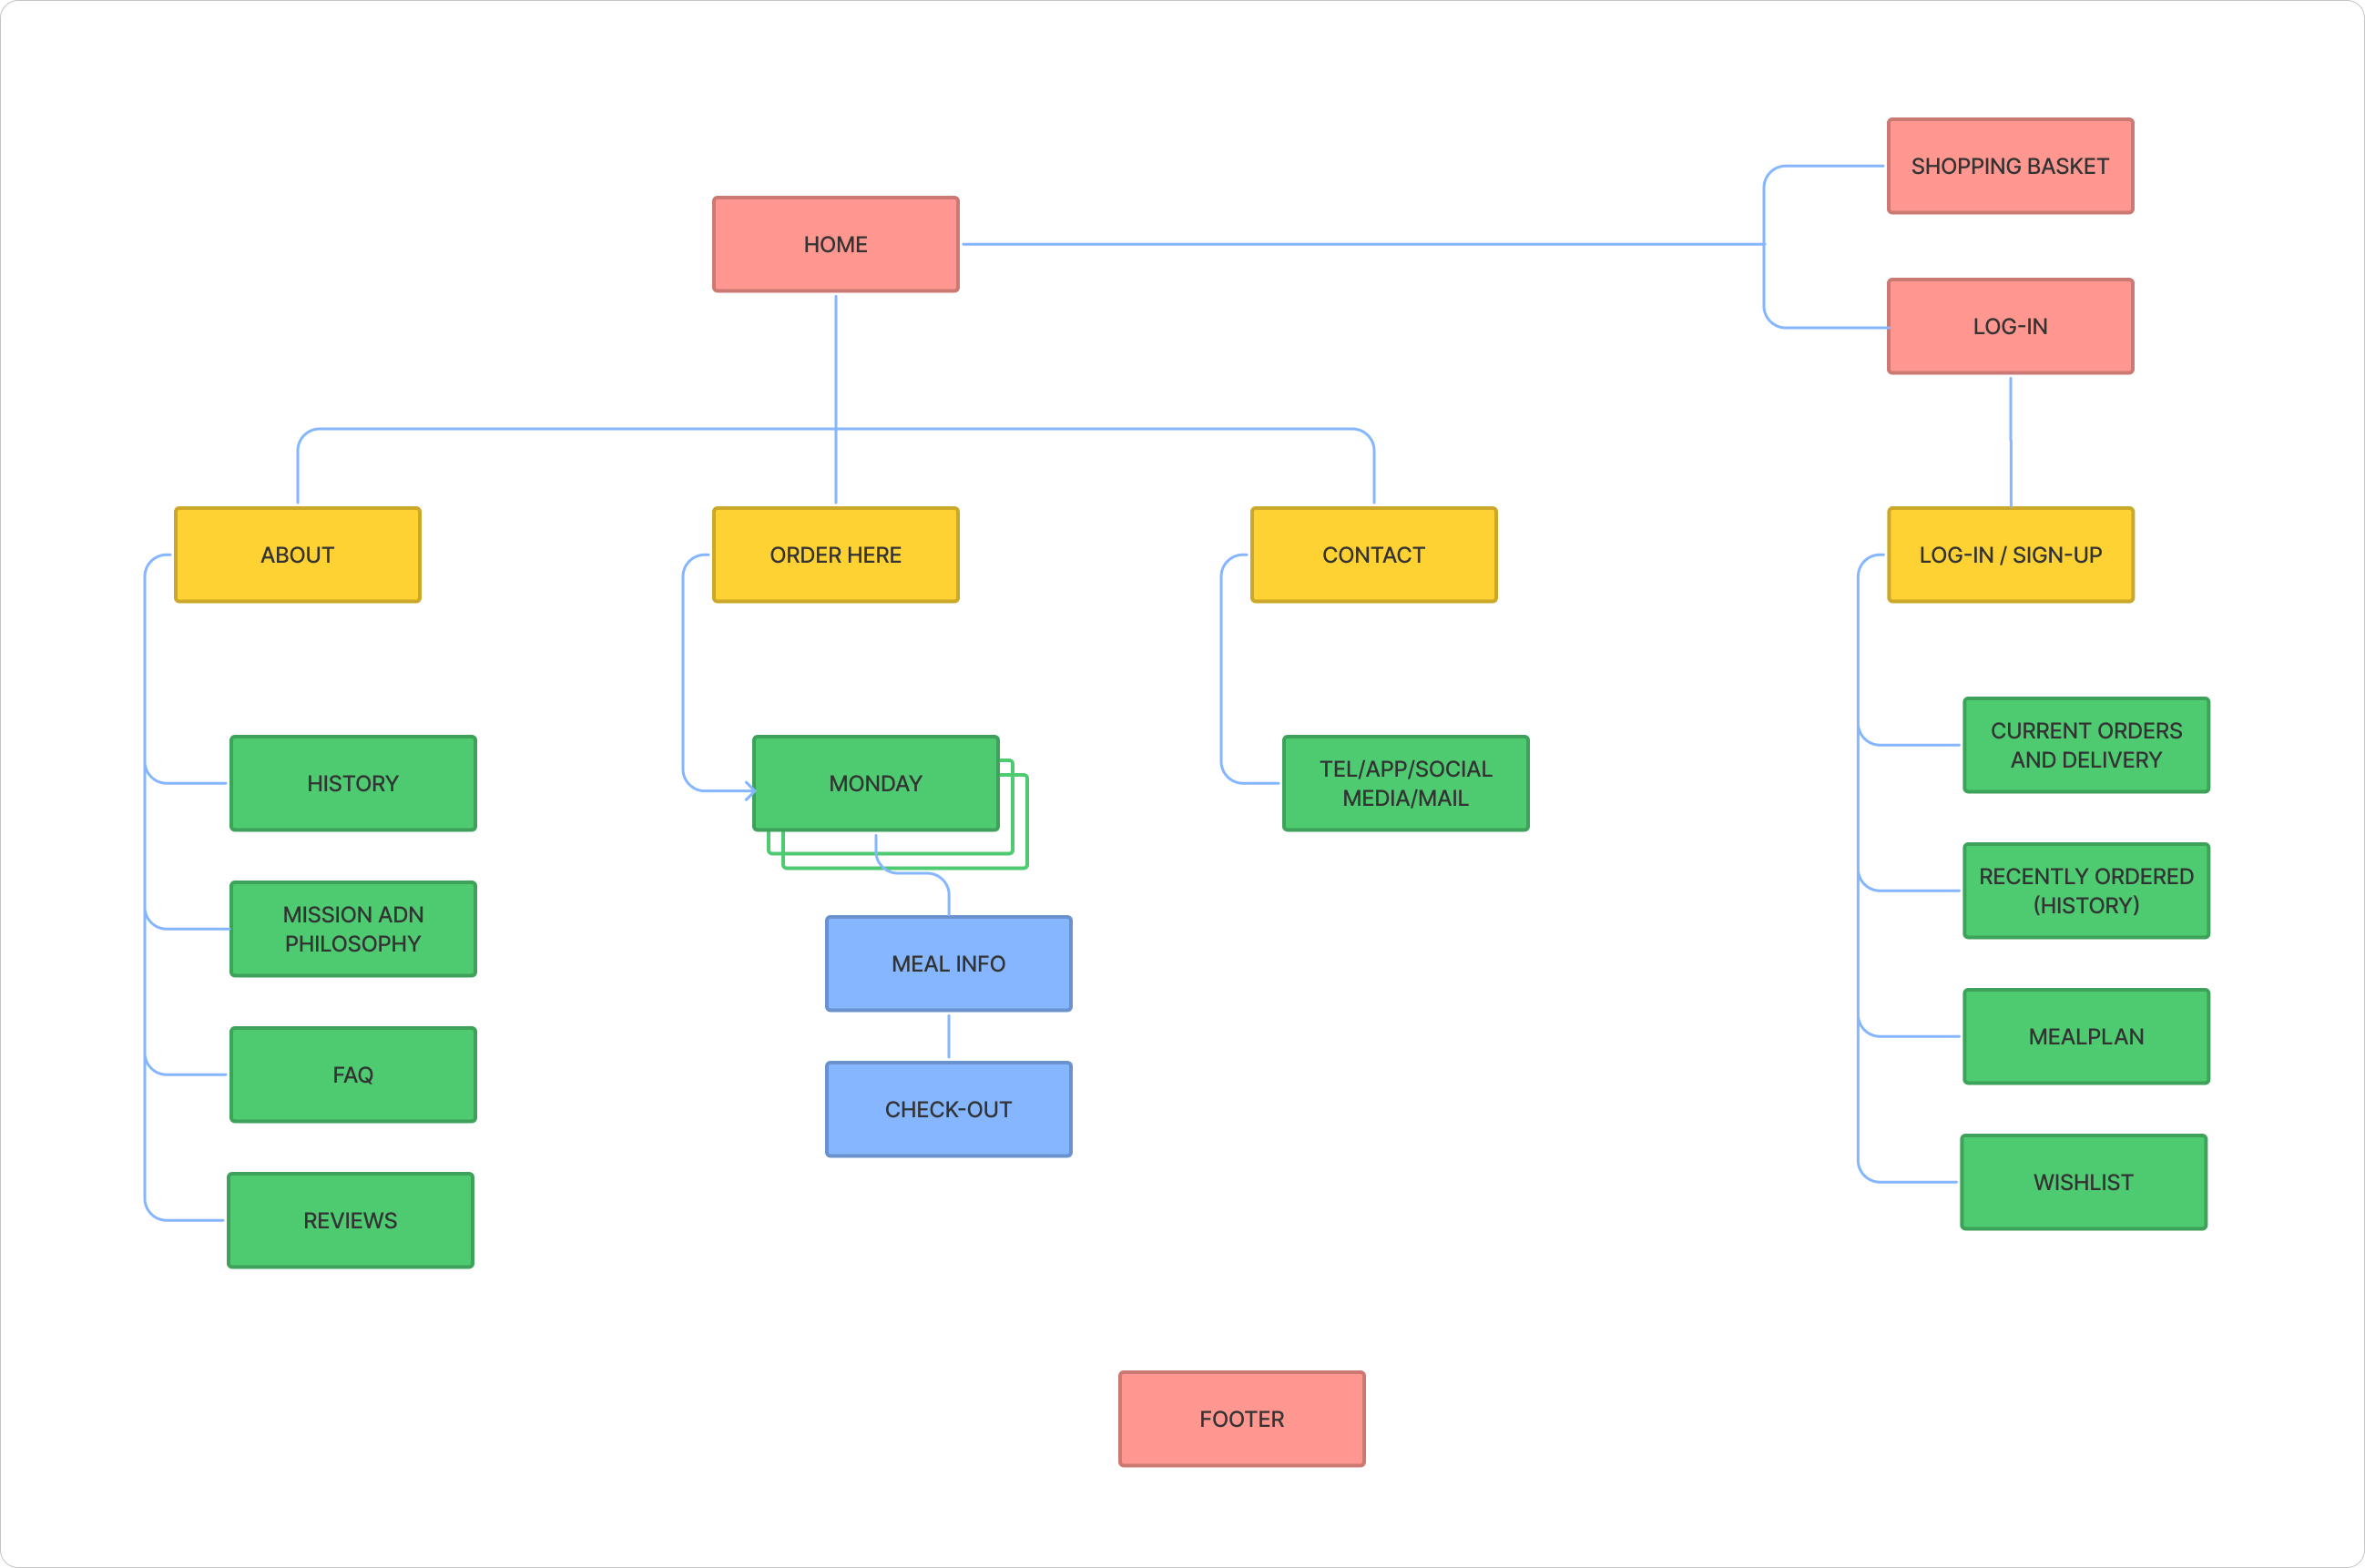 SHOPPING BASKET
HOME
LOG-IN
ABOUT
ORDER HERE
CONTACT
LOG-IN / SIGN-UP
HISTORY
MISSION ADN
PHILOSOPHY
FAQ
REVIEWS
MONDAY
MEAL INFO
CHECK-OUT
TEL/APP/SOCIAL
MEDIA/MAIL
CURRENT ORDERS
AND DELIVERY
RECENTLY ORDERED
(HISTORY)
MEALPLAN
WISHLIST
FOOTER